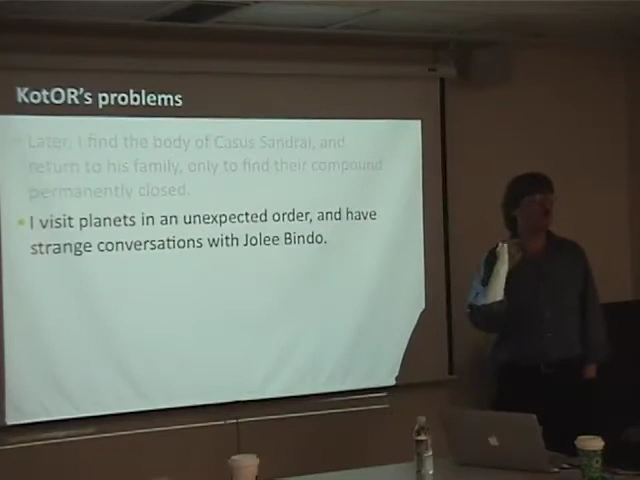 KotOR's problems
Later, I find the body of Casus Sandral, and
return to his family, only to find their compound
permanently closed.
I visit planets in an unexpected order, and have
strange conversations with Jolee Bindo.